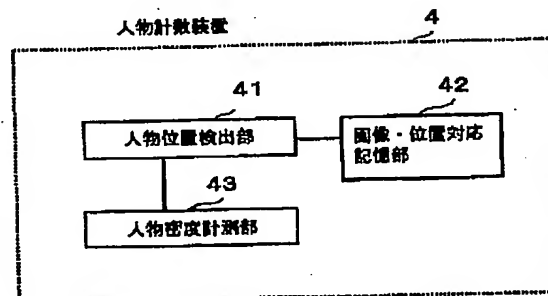 人物計数装置
4
41
人物位置検出部
42
画像・位置対応
記憶部
43
人物密度計測部